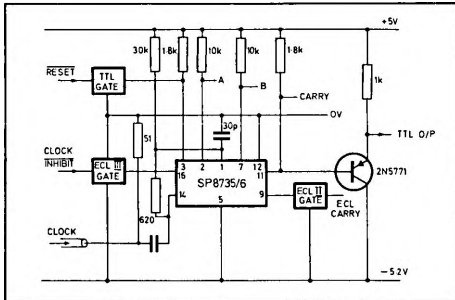 +5V
30k 1·8k 10k 10k 1·8k
1k
RESET
TTL GATE
A
B
CARRY
0V
TTL O/P
51
30p
CLOCK
INHIBIT
ECL III GATE
3 2 1 7 12
16 11
SP8735/6
14 9
5
2N5771
ECL II GATE
ECL CARRY
620
CLOCK
−5·2V